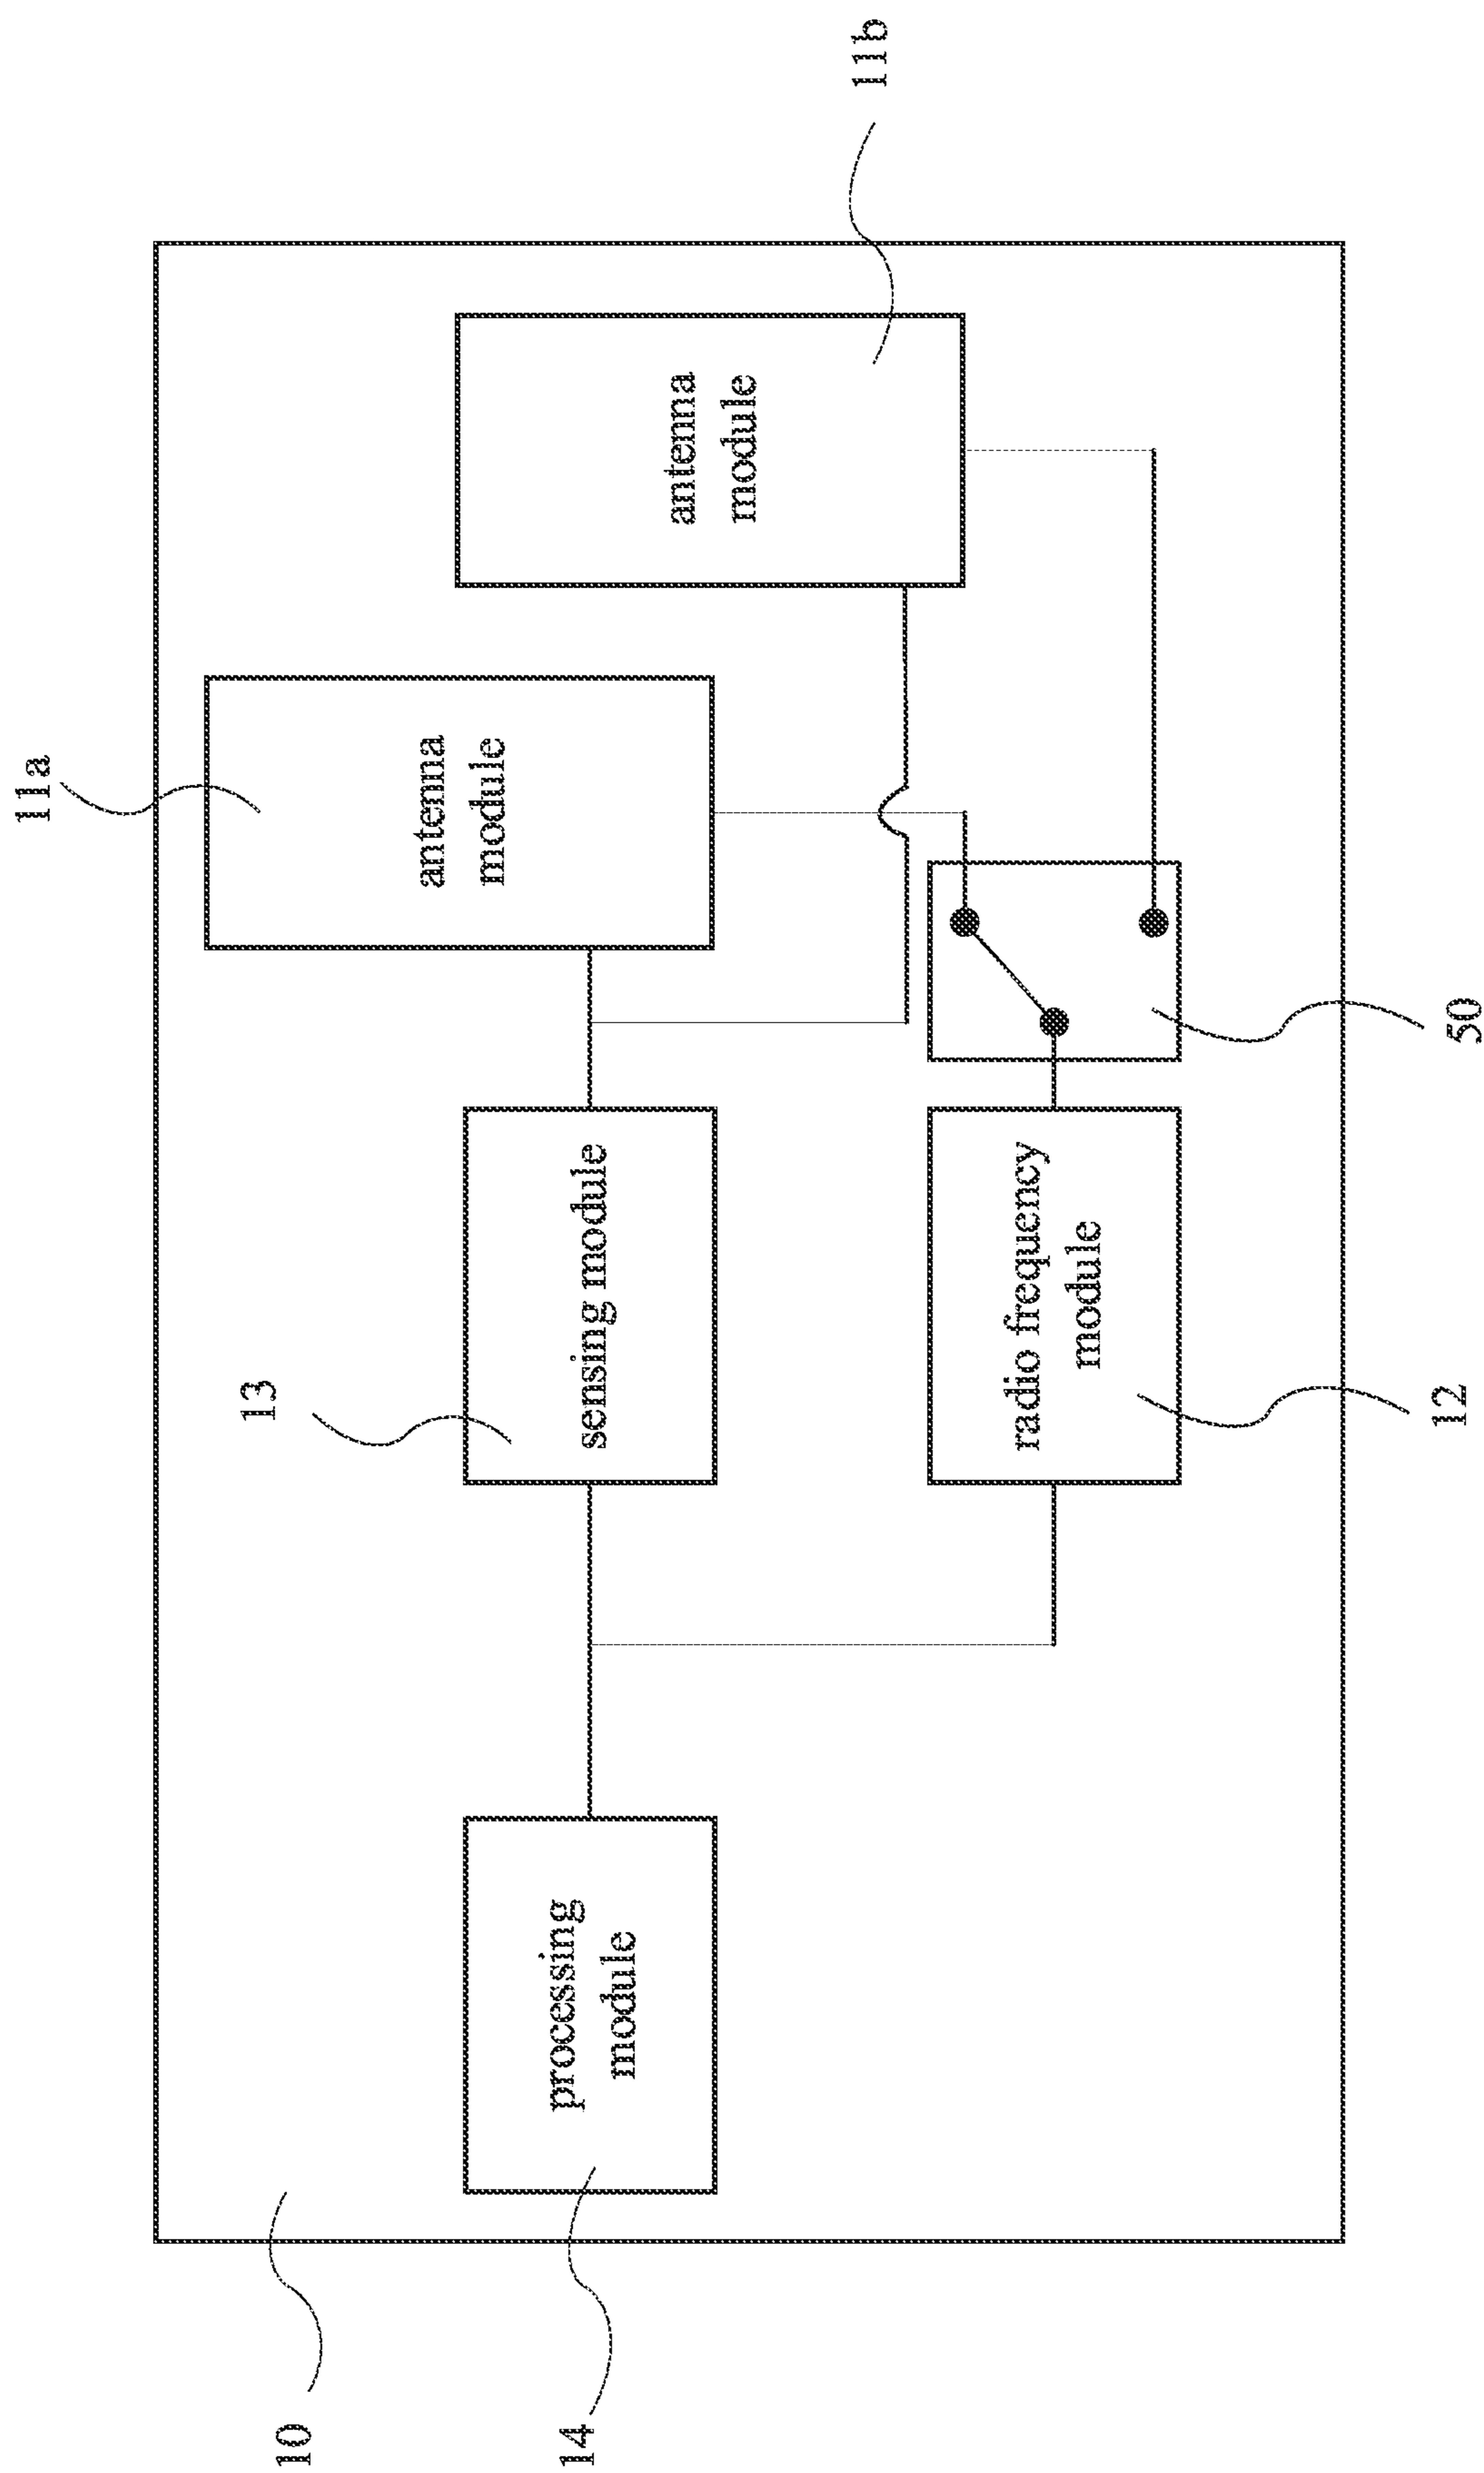 11a
11b
antenna
module
antenna
module
13
sensing module
radio frequency
module
50
12
processing
module
10
14